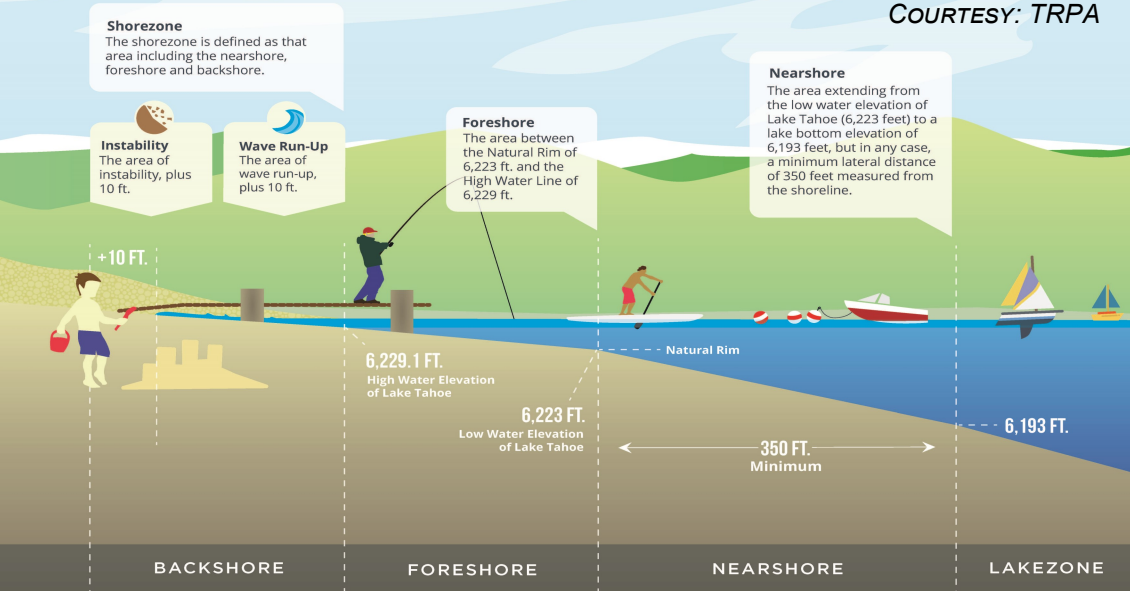 COURTESY: TRPA
Shorezone
The shorezone is defined as that
area including the nearshore,
foreshore and backshore.
Instability
The area of
instability, plus
10 ft.
Wave Run-Up
The area of
wave run-up,
plus 10 ft.
Foreshore
The area between
the Natural Rim of
6,223 ft. and the
High Water Line of
6,229 ft.
Nearshore
The area extending from
the low water elevation of
Lake Tahoe (6,223 feet) to a
lake bottom elevation of
6,193 feet, but in any case,
a minimum lateral distance
of 350 feet measured from
the shoreline.
+10 FT.
6,229.1 FT.
High Water Elevation
of Lake Tahoe
Natural Rim
6,223 FT.
Low Water Elevation
of Lake Tahoe
350 FT.
Minimum
6,193 FT.
BACKSHORE
FORESHORE
NEARSHORE
LAKEZONE